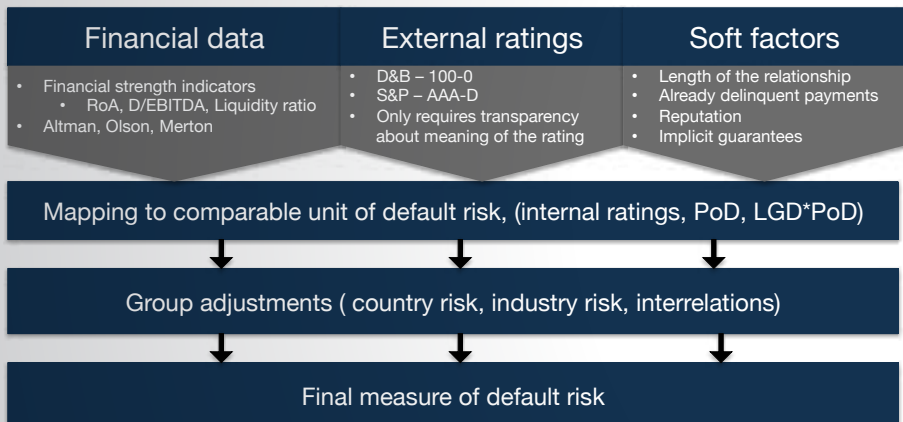 Financial data
• Financial strength indicators
• RoA, D/EBITDA, Liquidity ratio
• Altman, Olson, Merton
External ratings
• D&B – 100-0
• S&P – AAA-D
• Only requires transparency
about meaning of the rating
Soft factors
• Length of the relationship
• Already delinquent payments
• Reputation
• Implicit guarantees
Mapping to comparable unit of default risk, (internal ratings, PoD, LGD*PoD)
Group adjustments ( country risk, industry risk, interrelations)
Final measure of default risk